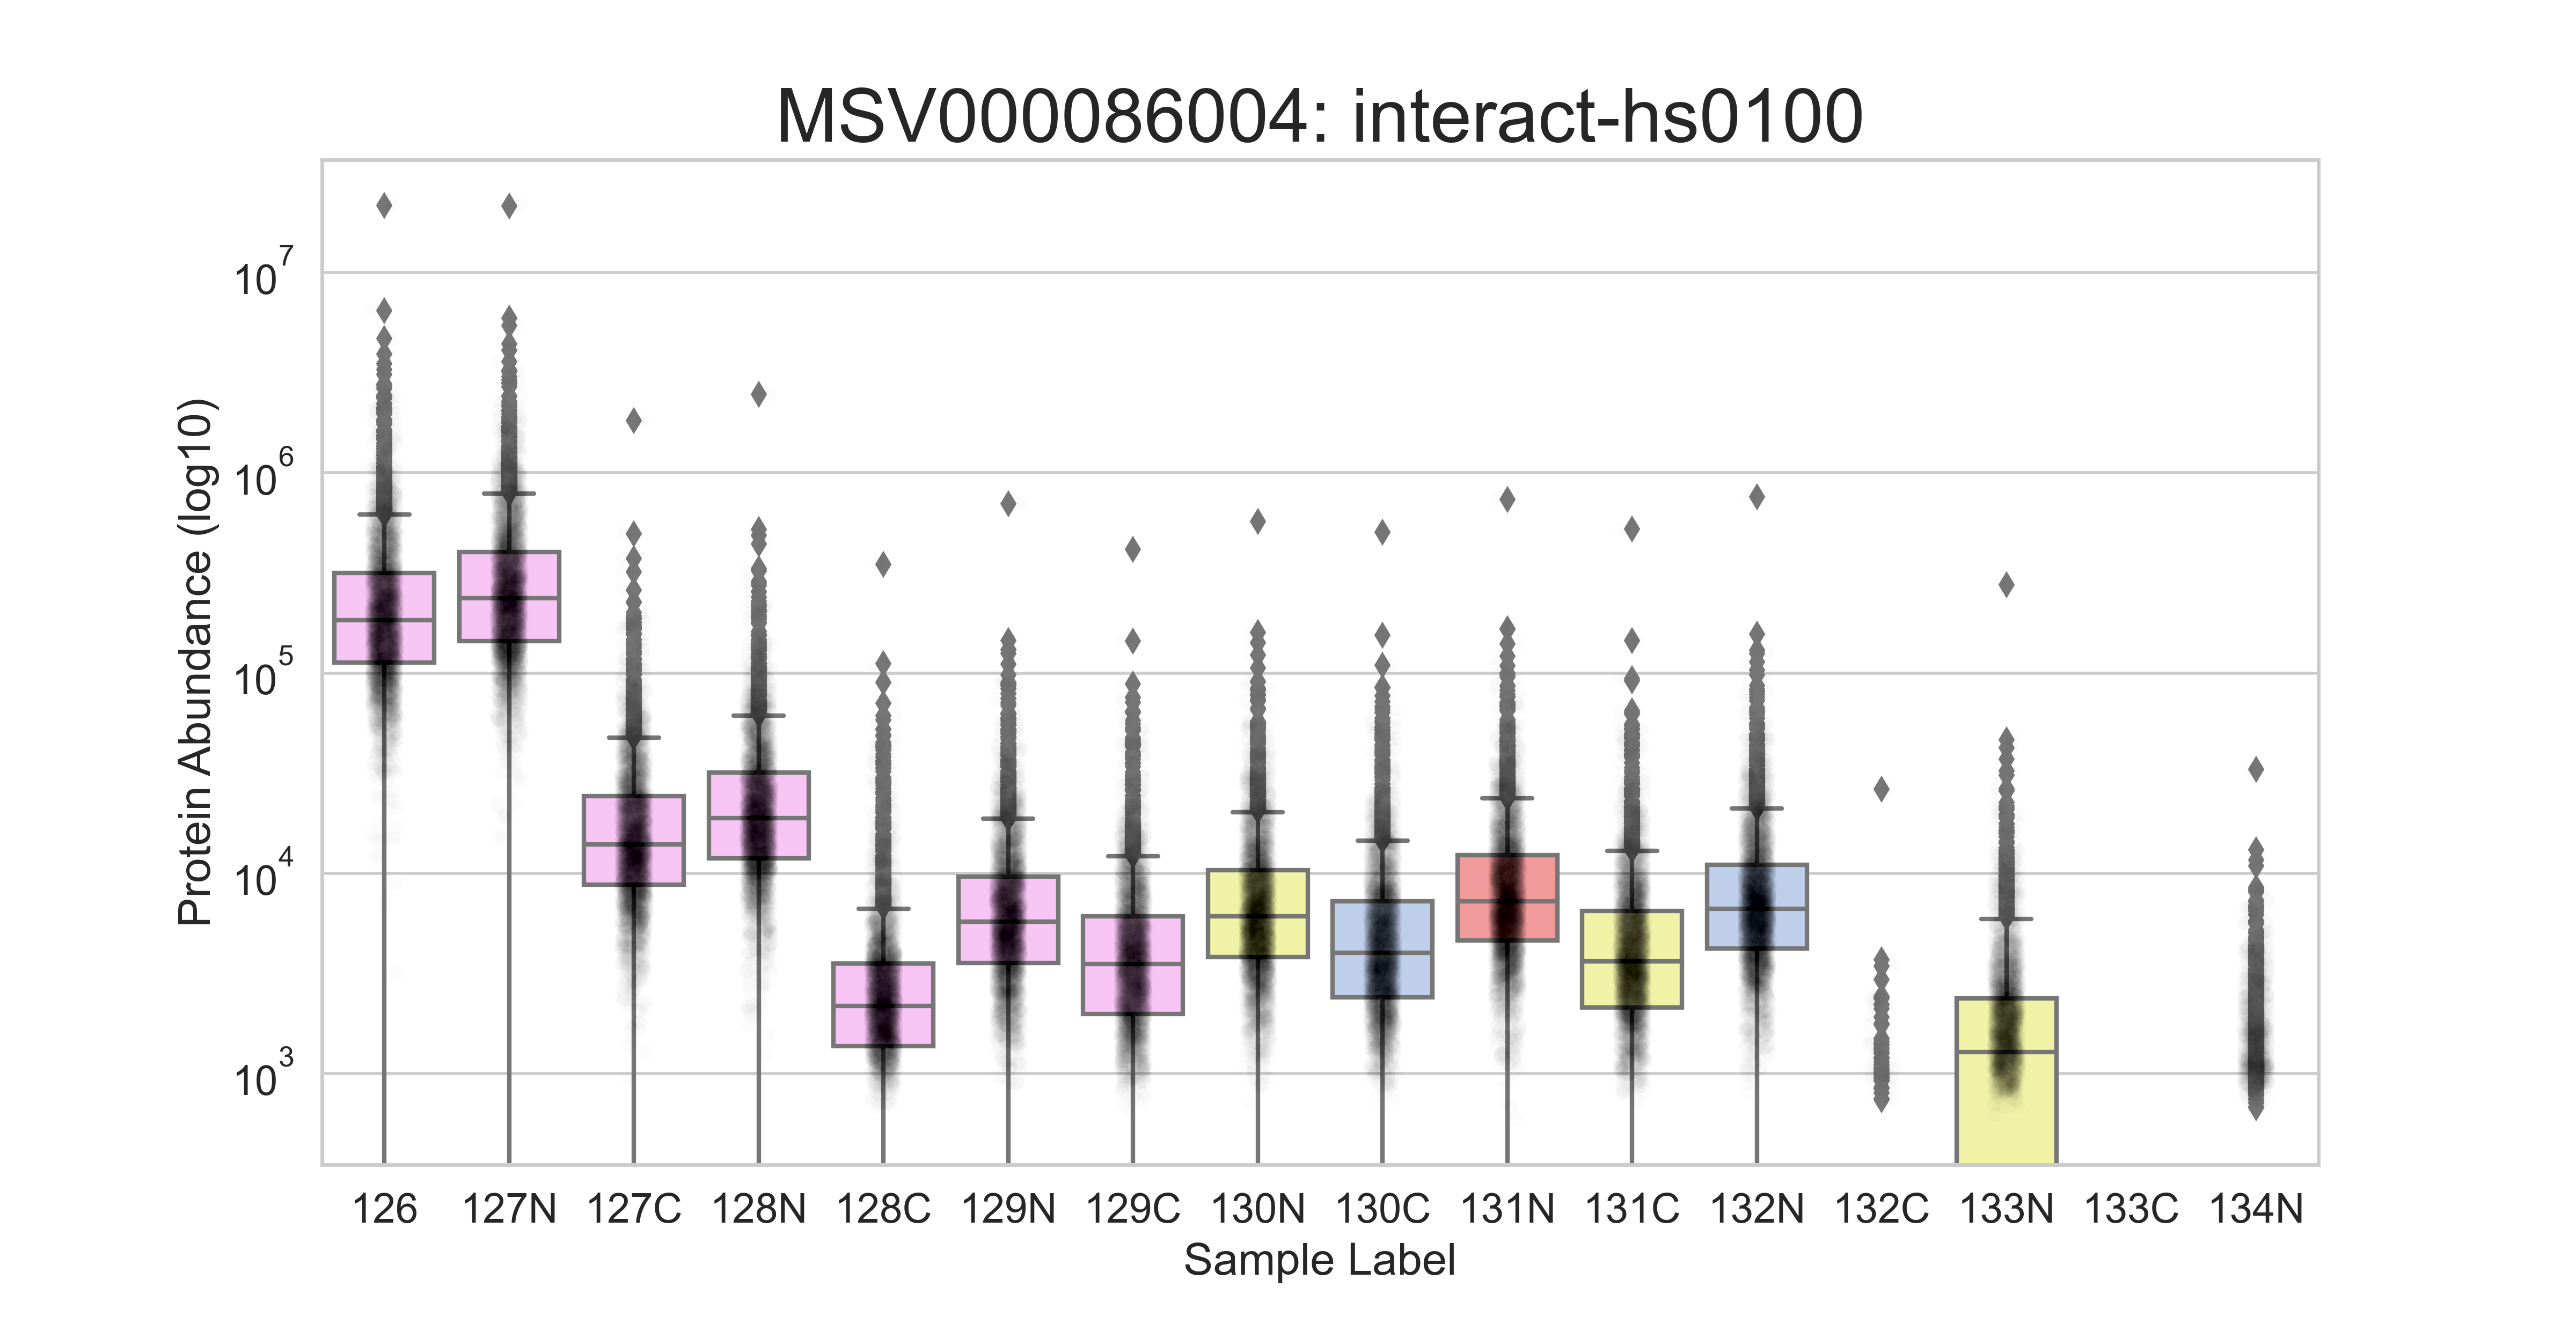 MSV000086004: interact-hs0100
Protein Abundance (log10)
10^7
10^6
10^5
10^4
10^3
126 127N 127C 128N 128C 129N 129C 130N 130C 131N 131C 132N 132C 133N 133C 134N
Sample Label